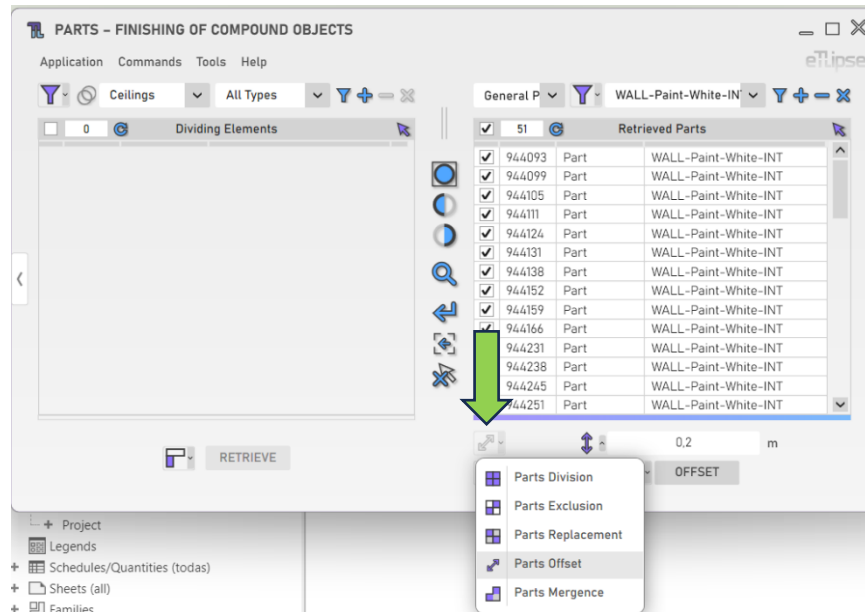 PARTS – FINISHING OF COMPOUND OBJECTS
Application Commands Tools Help
eTLipse
Ceilings All Types
General P WALL-Paint-White-IN
0 Dividing Elements
51 Retrieved Parts
944093 Part WALL-Paint-White-INT
944099 Part WALL-Paint-White-INT
944105 Part WALL-Paint-White-INT
944111 Part WALL-Paint-White-INT
944124 Part WALL-Paint-White-INT
944131 Part WALL-Paint-White-INT
944138 Part WALL-Paint-White-INT
944152 Part WALL-Paint-White-INT
944159 Part WALL-Paint-White-INT
944166 Part WALL-Paint-White-INT
944231 Part WALL-Paint-White-INT
944238 Part WALL-Paint-White-INT
944245 Part WALL-Paint-White-INT
944251 Part WALL-Paint-White-INT
0,2 m
RETRIEVE
OFFSET
Parts Division
Parts Exclusion
Parts Replacement
Parts Offset
Parts Mergence
Project
Legends
Schedules/Quantities (todas)
Sheets (all)
Families